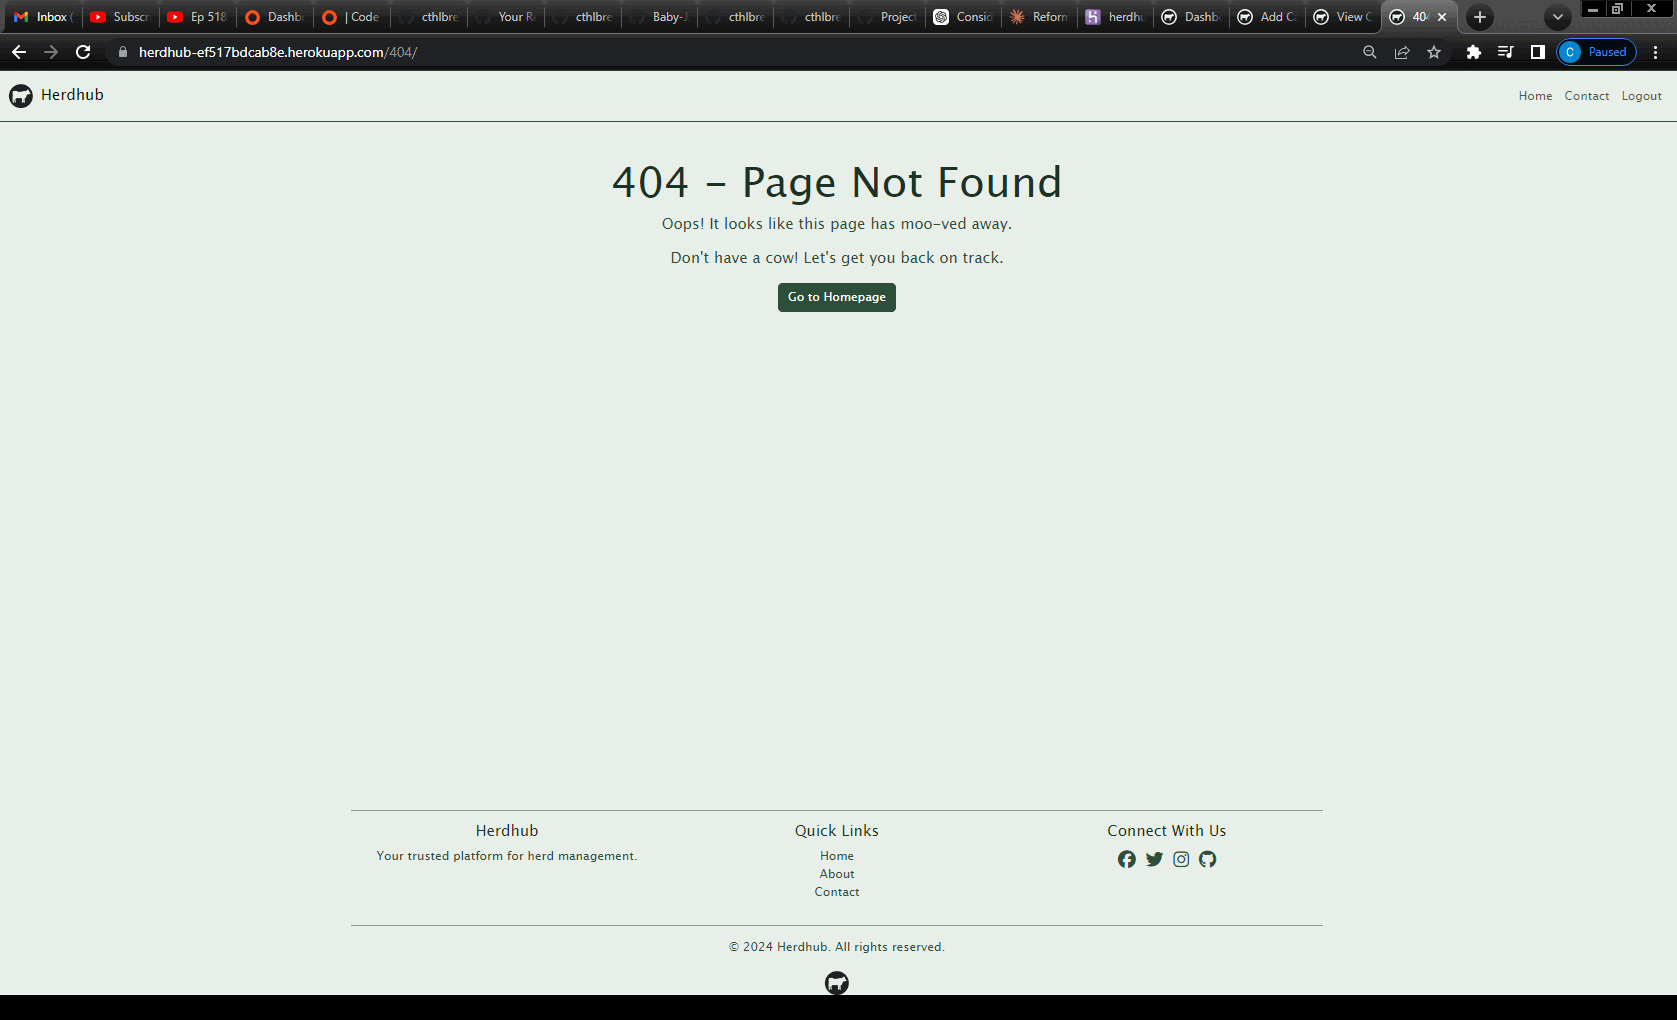 Inbox (
Subscr
Ep 518
Dashb
| Code
cthlbre
Your R
cthlbre
Baby-J
cthlbre
cthlbre
Project
Consid
Reform
herdhu
Dashb
Add Ca
View C
404
herdhub-ef517bdcab8e.herokuapp.com/404/
C Paused
Herdhub
Home Contact Logout
404 - Page Not Found
Oops! It looks like this page has moo-ved away.
Don't have a cow! Let's get you back on track.
Go to Homepage
Herdhub
Your trusted platform for herd management.
Quick Links
Home
About
Contact
Connect With Us
© 2024 Herdhub. All rights reserved.